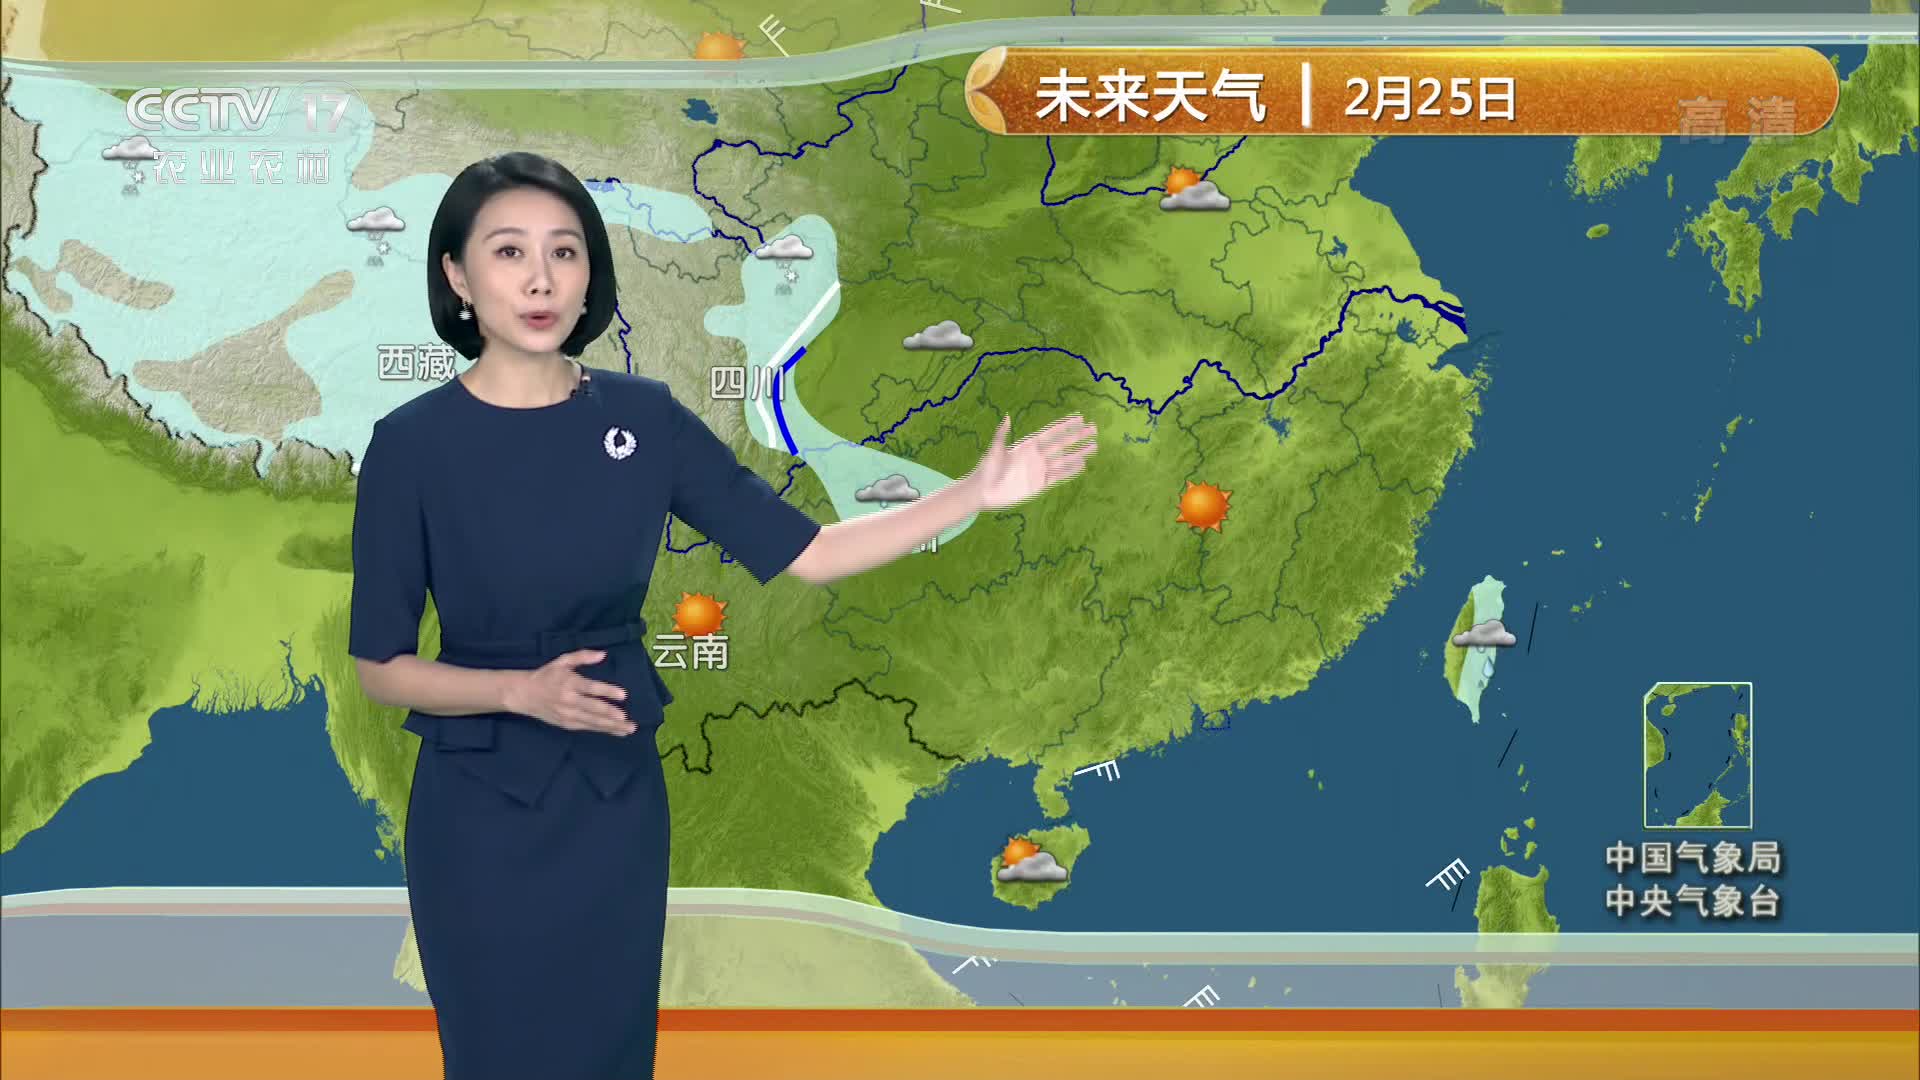 未来天气 2月25日
高清
CCTV 17
农业农村
西藏
四川
云南
中国气象局
中央气象台